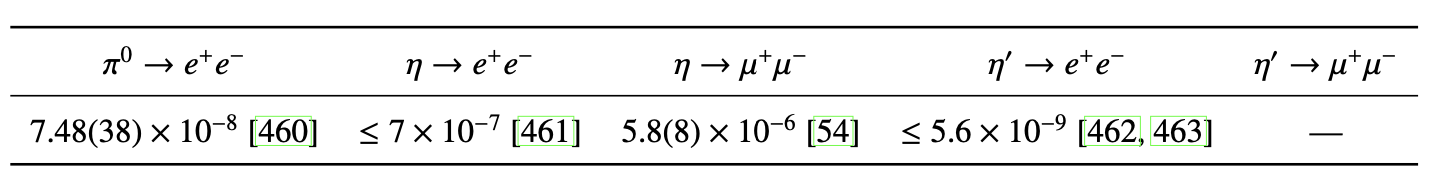 π⁰ → e⁺e⁻ η → e⁺e⁻ η → μ⁺μ⁻ η′ → e⁺e⁻ η′ → μ⁺μ⁻
7.48(38) × 10⁻⁸ [460] ≤ 7 × 10⁻⁷ [461] 5.8(8) × 10⁻⁶ [54] ≤ 5.6 × 10⁻⁹ [462, 463] —